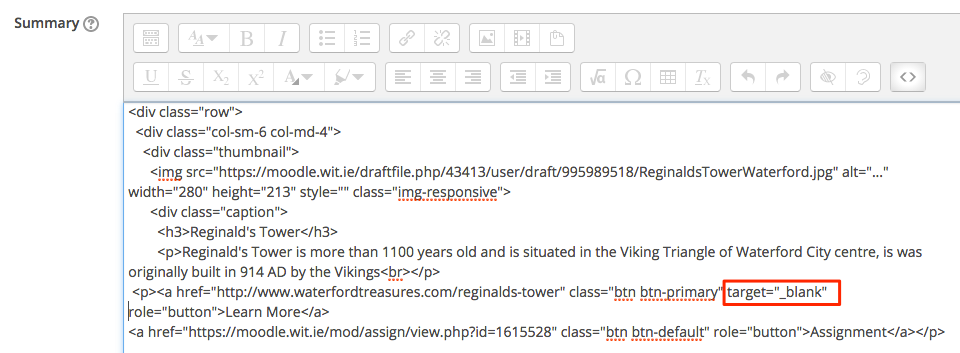 Summary
B I
U S X₂ X² A
√α Ω Tx
<div class="row">
<div class="col-sm-6 col-md-4">
<div class="thumbnail">
<img src="https://moodle.wit.ie/draftfile.php/43413/user/draft/995989518/ReginaldsTowerWaterford.jpg" alt="..."
width="280" height="213" style="" class="img-responsive">
<div class="caption">
<h3>Reginald's Tower</h3>
<p>Reginald's Tower is more than 1100 years old and is situated in the Viking Triangle of Waterford City centre, is was
originally built in 914 AD by the Vikings<br></p>
<p><a href="http://www.waterfordtreasures.com/reginalds-tower" class="btn btn-primary" target="_blank"
role="button">Learn More</a>
<a href="https://moodle.wit.ie/mod/assign/view.php?id=1615528" class="btn btn-default" role="button">Assignment</a></p>